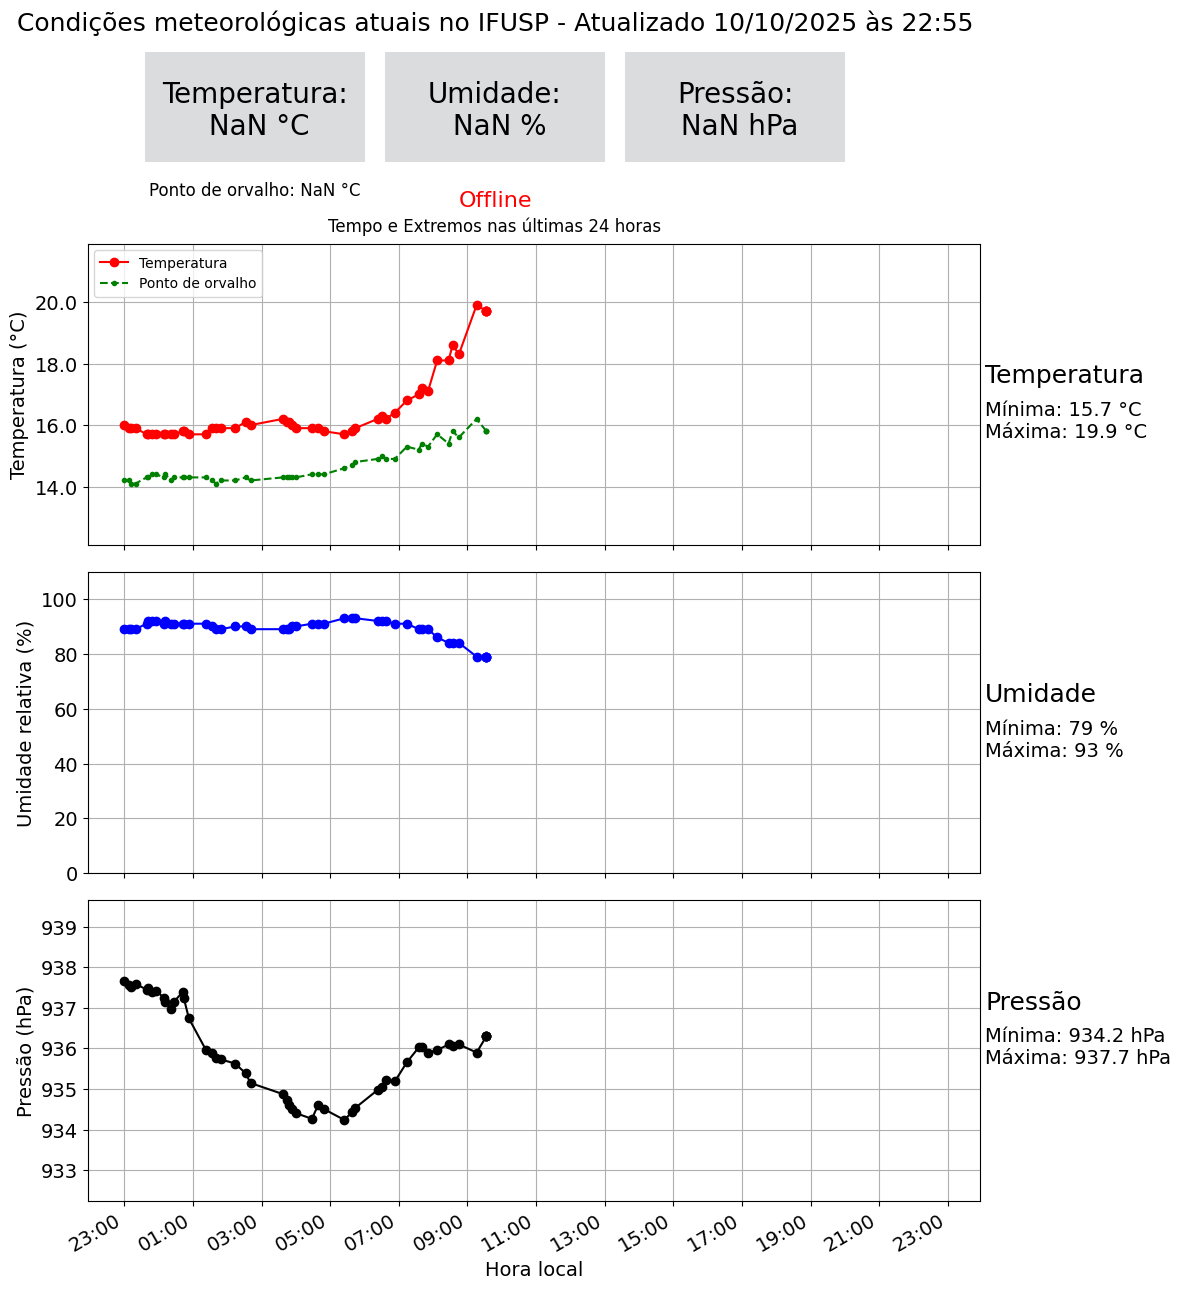 Condições meteorológicas atuais no IFUSP - Atualizado 10/10/2025 às 22:55
Temperatura:
NaN °C
Umidade:
NaN %
Pressão:
NaN hPa
Ponto de orvalho: NaN °C
Offline
Tempo e Extremos nas últimas 24 horas
Temperatura
Ponto de orvalho
Temperatura (°C)
20.0
18.0
16.0
14.0
Temperatura
Mínima: 15.7 °C
Máxima: 19.9 °C
Umidade relativa (%)
100
80
60
40
20
0
Umidade
Mínima: 79 %
Máxima: 93 %
Pressão (hPa)
939
938
937
936
935
934
933
Pressão
Mínima: 934.2 hPa
Máxima: 937.7 hPa
23:00
01:00
03:00
05:00
07:00
09:00
11:00
13:00
15:00
17:00
19:00
21:00
23:00
Hora local